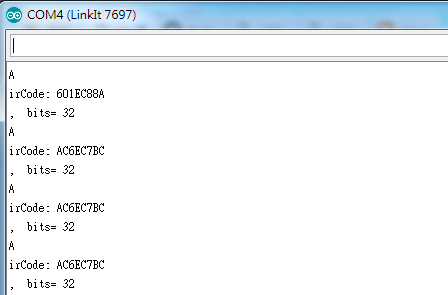 COM4 (LinkIt 7697)
A
irCode: 601EC88A
,  bits= 32
A
irCode: AC6EC7BC
,  bits= 32
A
irCode: AC6EC7BC
,  bits= 32
A
irCode: AC6EC7BC
,  bits= 32